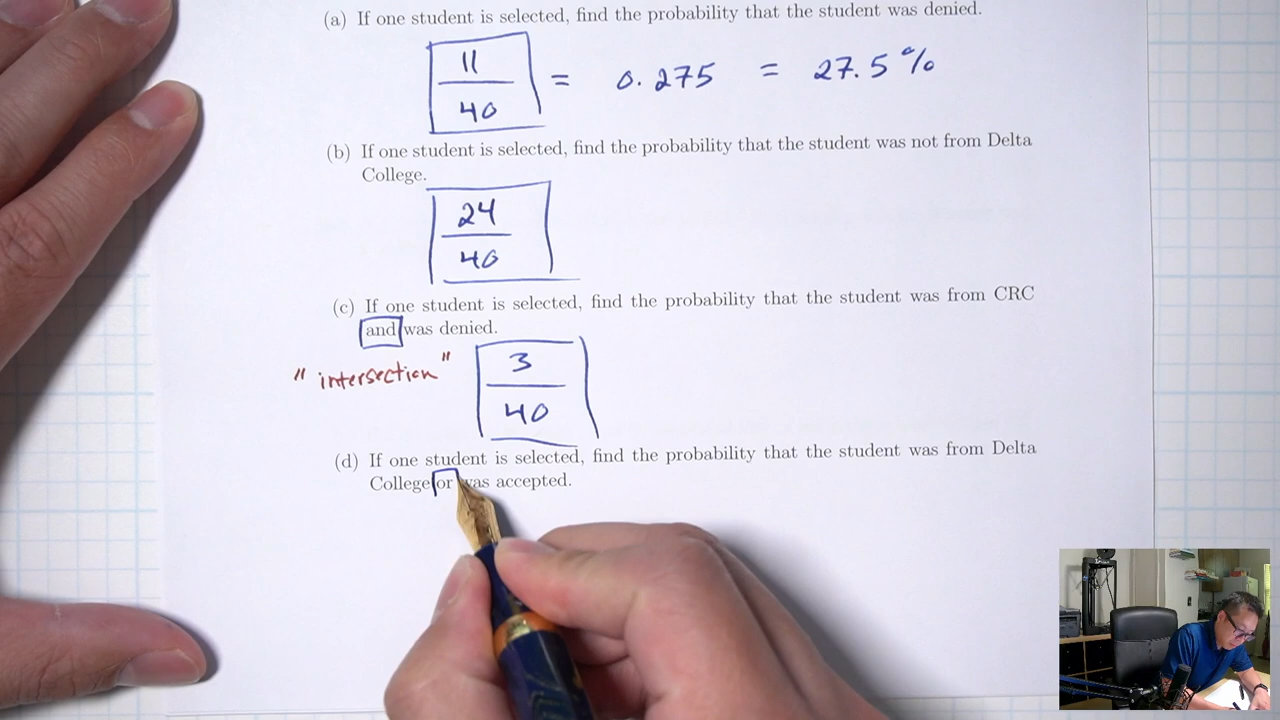 (a) If one student is selected, find the probability that the student was denied.
11
40
= 0.275 = 27.5%
(b) If one student is selected, find the probability that the student was not from Delta
College.
24
40
(c) If one student is selected, find the probability that the student was from CRC
and was denied.
"intersection"
3
40
(d) If one student is selected, find the probability that the student was from Delta
College or was accepted.